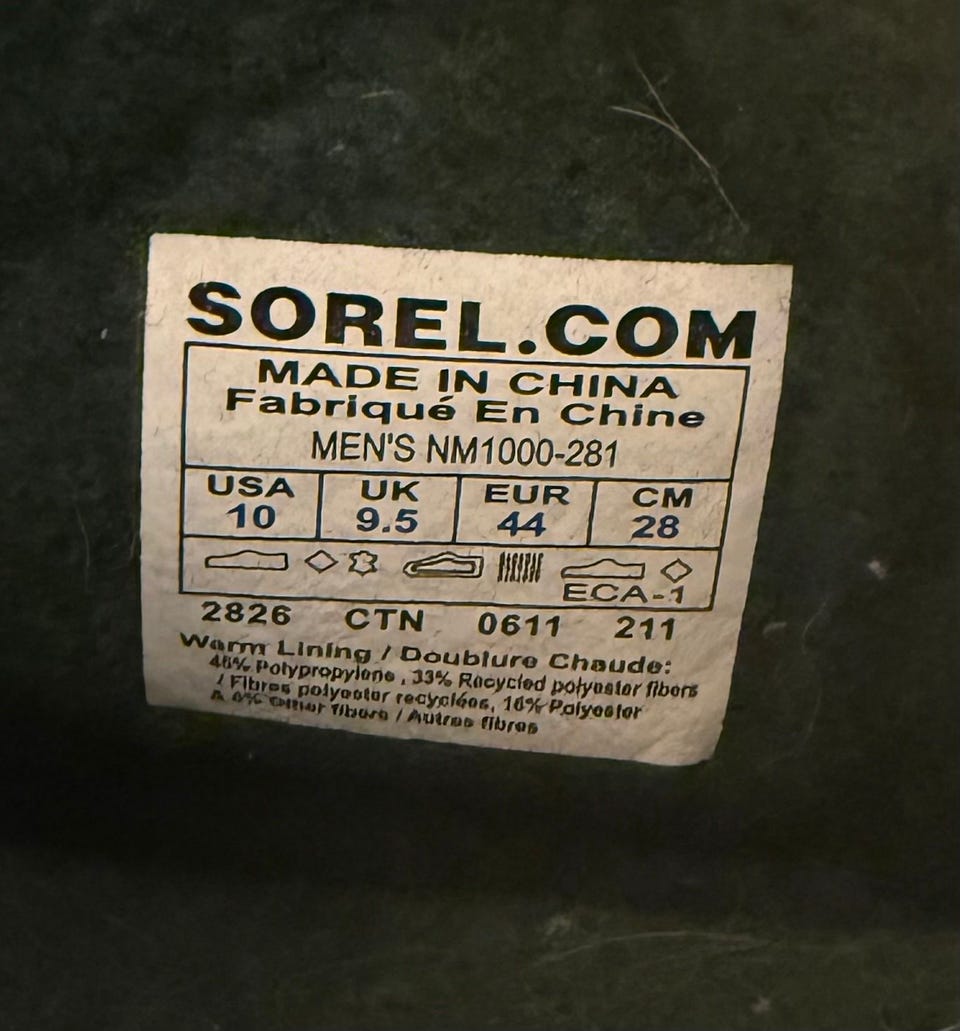 SOREL.COM
MADE IN CHINA
Fabriqué En Chine
MEN'S NM1000-281
USA UK EUR CM
10 9.5 44 28
ECA-1
2826 CTN 0611 211
Warm Lining / Doublure Chaude:
Polypropylene, 33% Recycled polyester fibers
/ Fibres polyester recyclées, 16% Polyester
Other fibers / Autres fibres